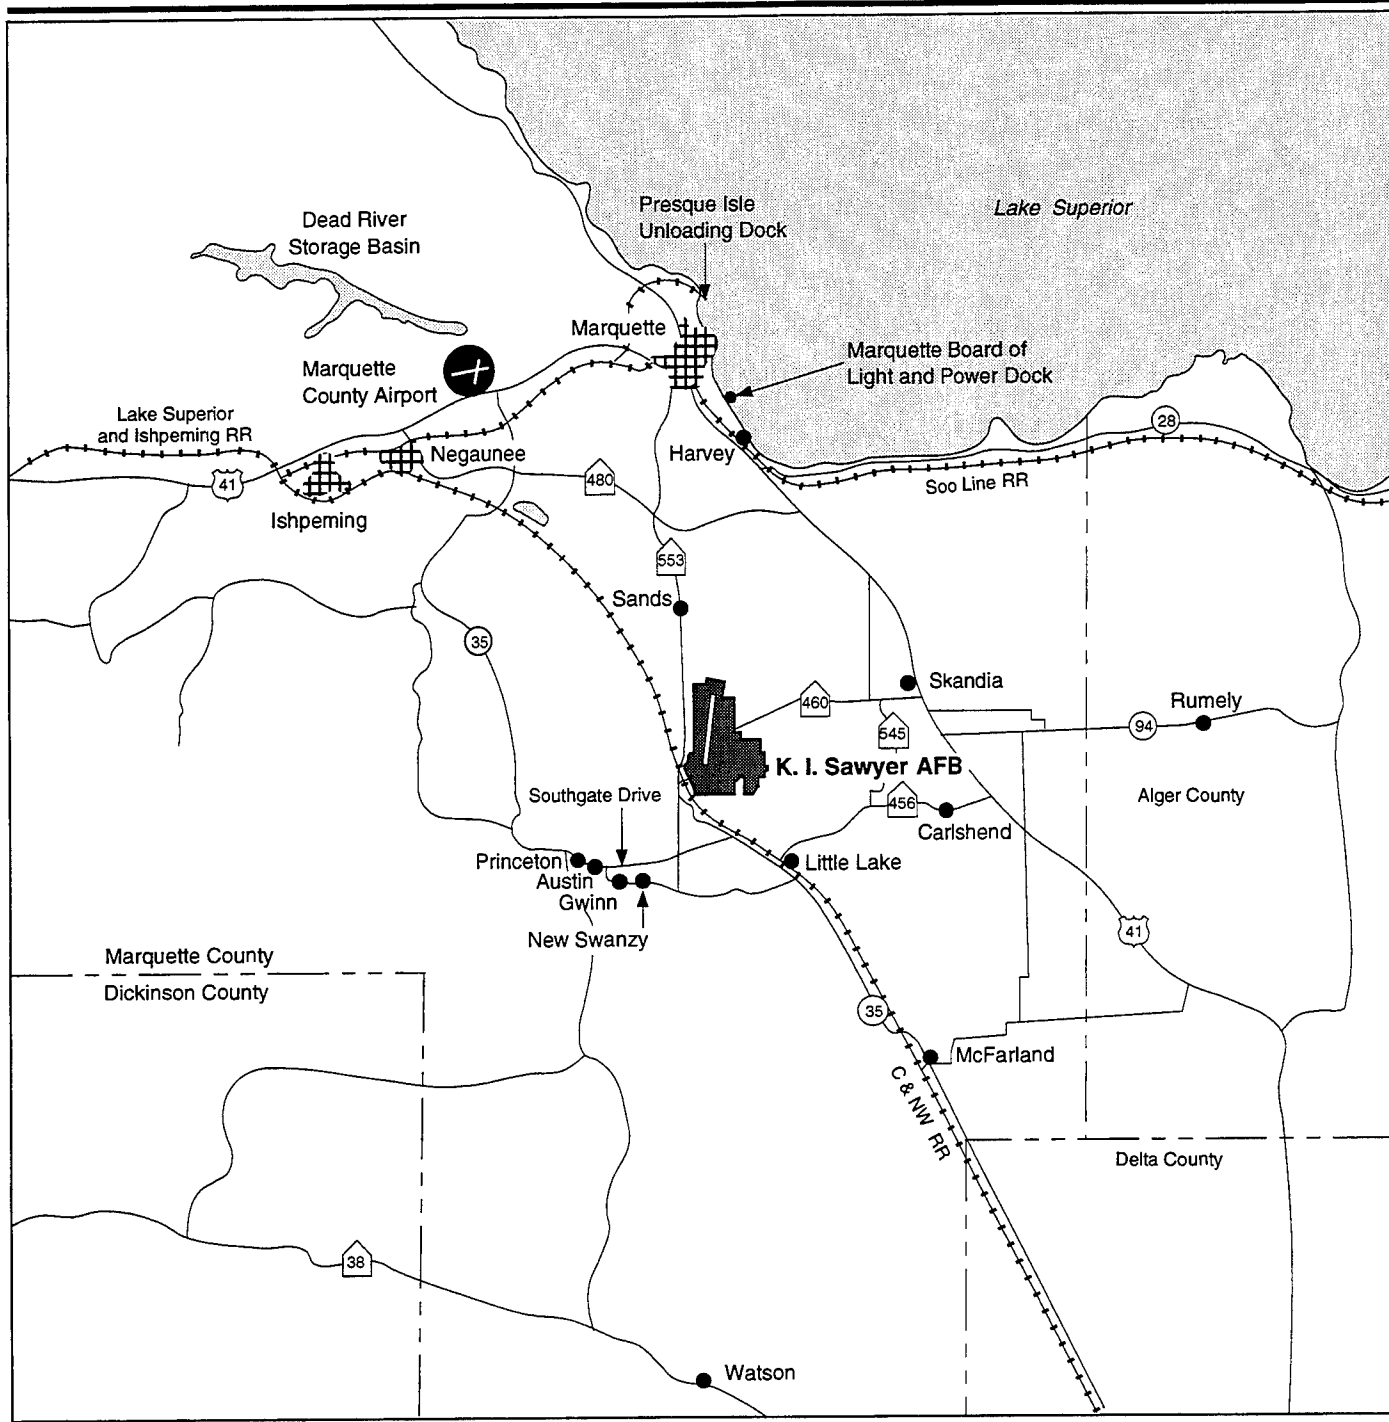 Presque Isle
Unloading Dock
Lake Superior
Dead River
Storage Basin
Marquette
Marquette Board of
Light and Power Dock
Marquette
County Airport
Lake Superior
and Ishpeming RR
28
Negaunee
Harvey
41
480
Soo Line RR
Ishpeming
553
Sands
35
Skandia
460
Rumely
94
545
K. I. Sawyer AFB
Southgate Drive
456
Alger County
Carlshend
Princeton
Little Lake
Austin
Gwinn
41
New Swanzy
Marquette County
Dickinson County
35
McFarland
C & NW RR
Delta County
38
Watson